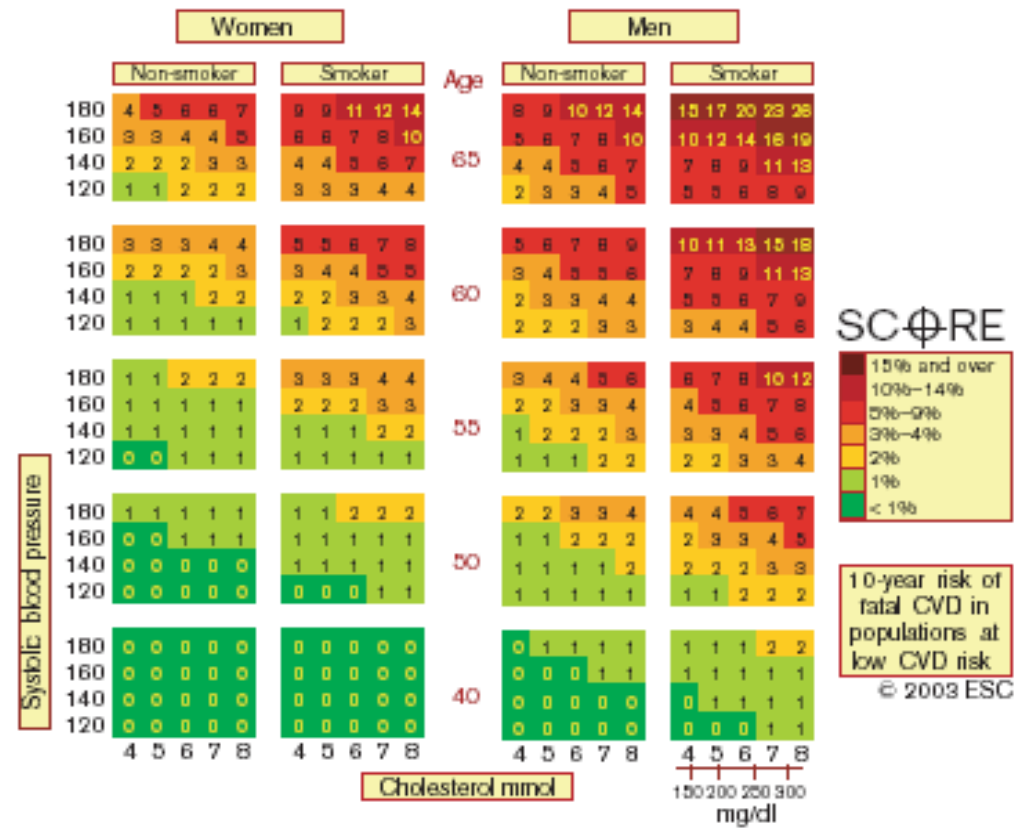 Women Men
Non-smoker Smoker Age Non-smoker Smoker
180 4 5 6 6 7 9 9 11 12 14 8 9 10 12 14 15 17 20 23 26
160 3 3 4 4 5 6 6 7 8 10 5 6 7 8 10 10 12 14 16 19
65
140 2 2 2 3 3 4 4 5 6 7 4 4 5 6 7 7 8 9 11 13
120 1 1 2 2 2 3 3 3 4 4 2 3 3 4 5 5 5 6 8 9
180 3 3 3 4 4 5 5 6 7 8 5 6 7 8 9 10 11 13 15 18
160 2 2 2 2 3 3 4 4 5 5 3 4 5 5 6 7 8 9 11 13
60
140 1 1 1 2 2 2 2 3 3 4 2 3 3 4 4 5 5 6 7 9
120 1 1 1 1 1 1 2 2 2 3 2 2 2 3 3 3 4 4 5 6
180 1 1 2 2 2 3 3 3 4 4 3 4 4 5 6 6 7 8 10 12
160 1 1 1 1 1 2 2 2 3 3 2 2 3 3 4 4 5 6 7 8
55
140 1 1 1 1 1 1 1 1 2 2 1 2 2 2 3 3 3 4 5 6
120 0 0 1 1 1 1 1 1 1 1 1 1 1 2 2 2 2 3 3 4
180 1 1 1 1 1 1 1 2 2 2 2 2 3 3 4 4 4 5 6 7
160 0 0 1 1 1 1 1 1 1 1 1 1 2 2 2 2 3 3 4 5
50
140 0 0 0 0 0 1 1 1 1 1 1 1 1 1 2 2 2 2 3 3
120 0 0 0 0 0 0 0 0 1 1 1 1 1 1 1 1 1 2 2 2
180 0 0 0 0 0 0 0 0 0 0 0 1 1 1 1 1 1 1 2 2
160 0 0 0 0 0 0 0 0 0 0 0 0 0 1 1 1 1 1 1 1
40
140 0 0 0 0 0 0 0 0 0 0 0 0 0 0 0 0 1 1 1 1
120 0 0 0 0 0 0 0 0 0 0 0 0 0 0 0 0 0 0 1 1
4 5 6 7 8 4 5 6 7 8 4 5 6 7 8 4 5 6 7 8
Systolic blood pressure
Cholesterol mmol
150 200 250 300
mg/dl
SCORE
15% and over
10%–14%
5%–9%
3%–4%
2%
1%
< 1%
10-year risk of
fatal CVD in
populations at
low CVD risk
© 2003 ESC